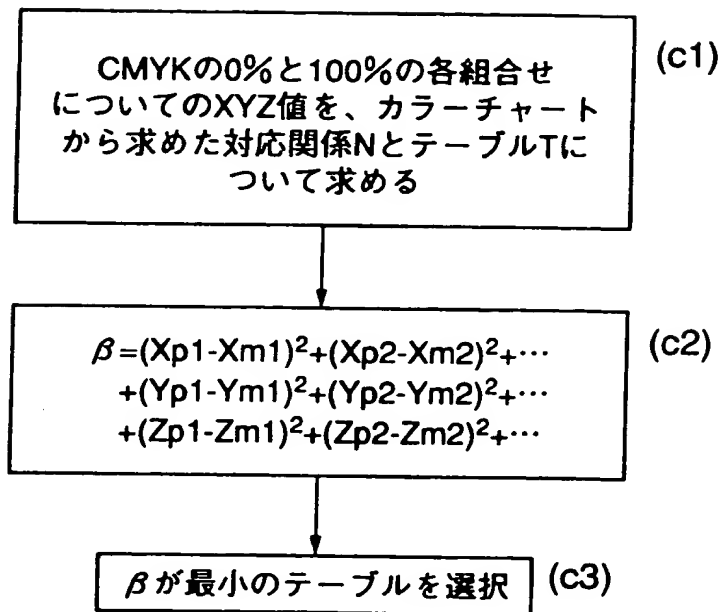 CMYKの0%と100%の各組合せ
についてのXYZ値を、カラーチャート
から求めた対応関係NとテーブルTに
ついて求める
(c1)
β=(Xp1-Xm1)²+(Xp2-Xm2)²+⋯
+(Yp1-Ym1)²+(Yp2-Ym2)²+⋯
+(Zp1-Zm1)²+(Zp2-Zm2)²+⋯
(c2)
βが最小のテーブルを選択
(c3)